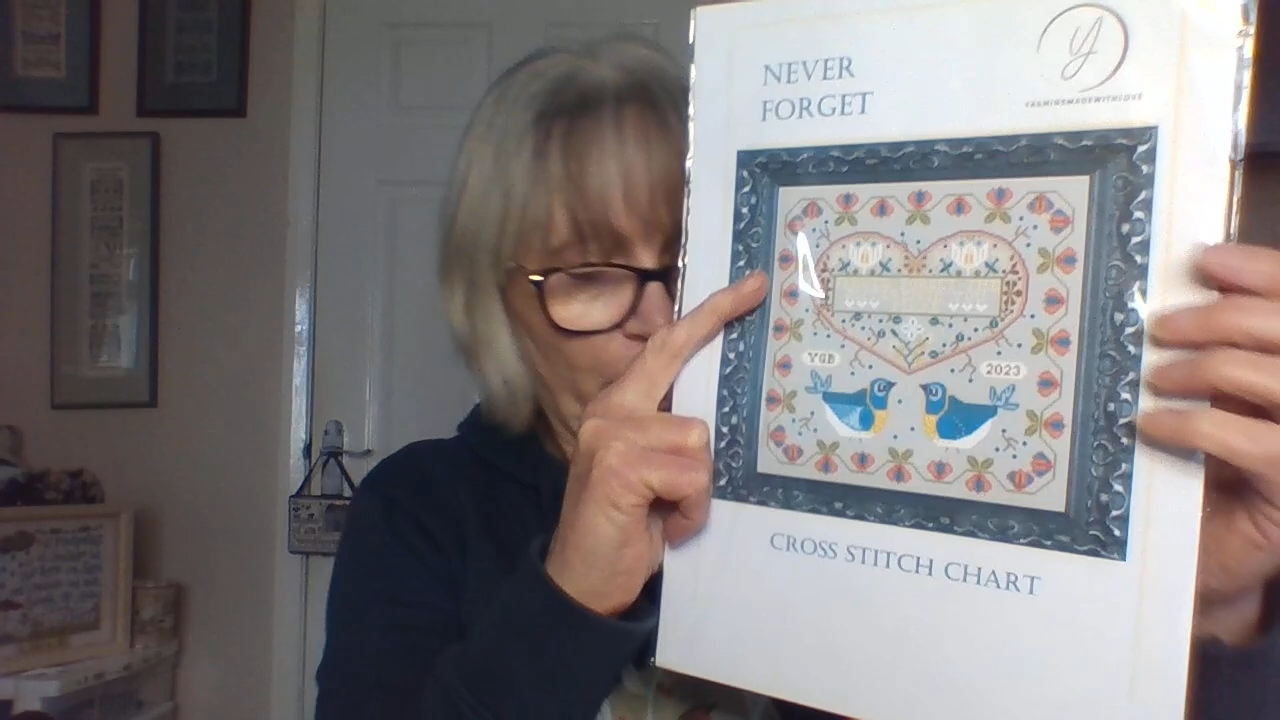 NEVER
FORGET
YASMINSMADEWITHLOVE
YGB
2023
CROSS STITCH CHART